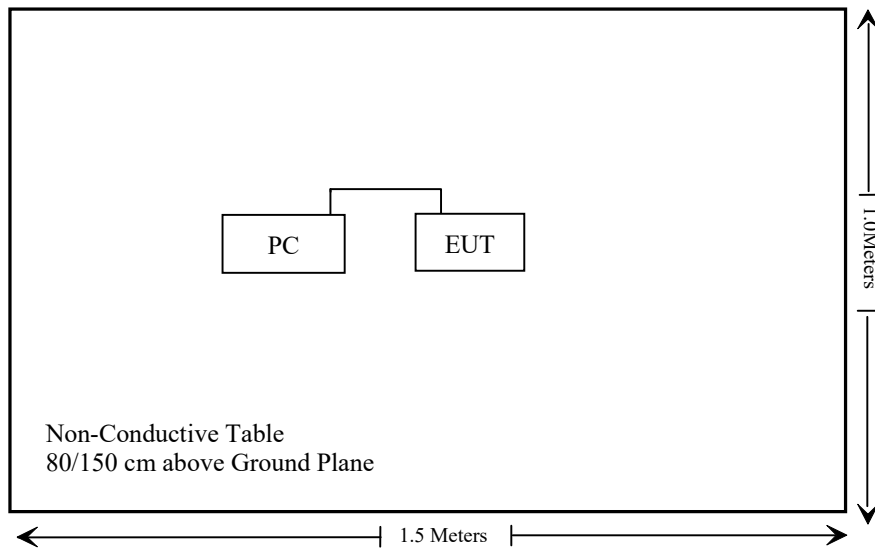 PC
EUT
1.0Meters
Non-Conductive Table
80/150 cm above Ground Plane
1.5 Meters